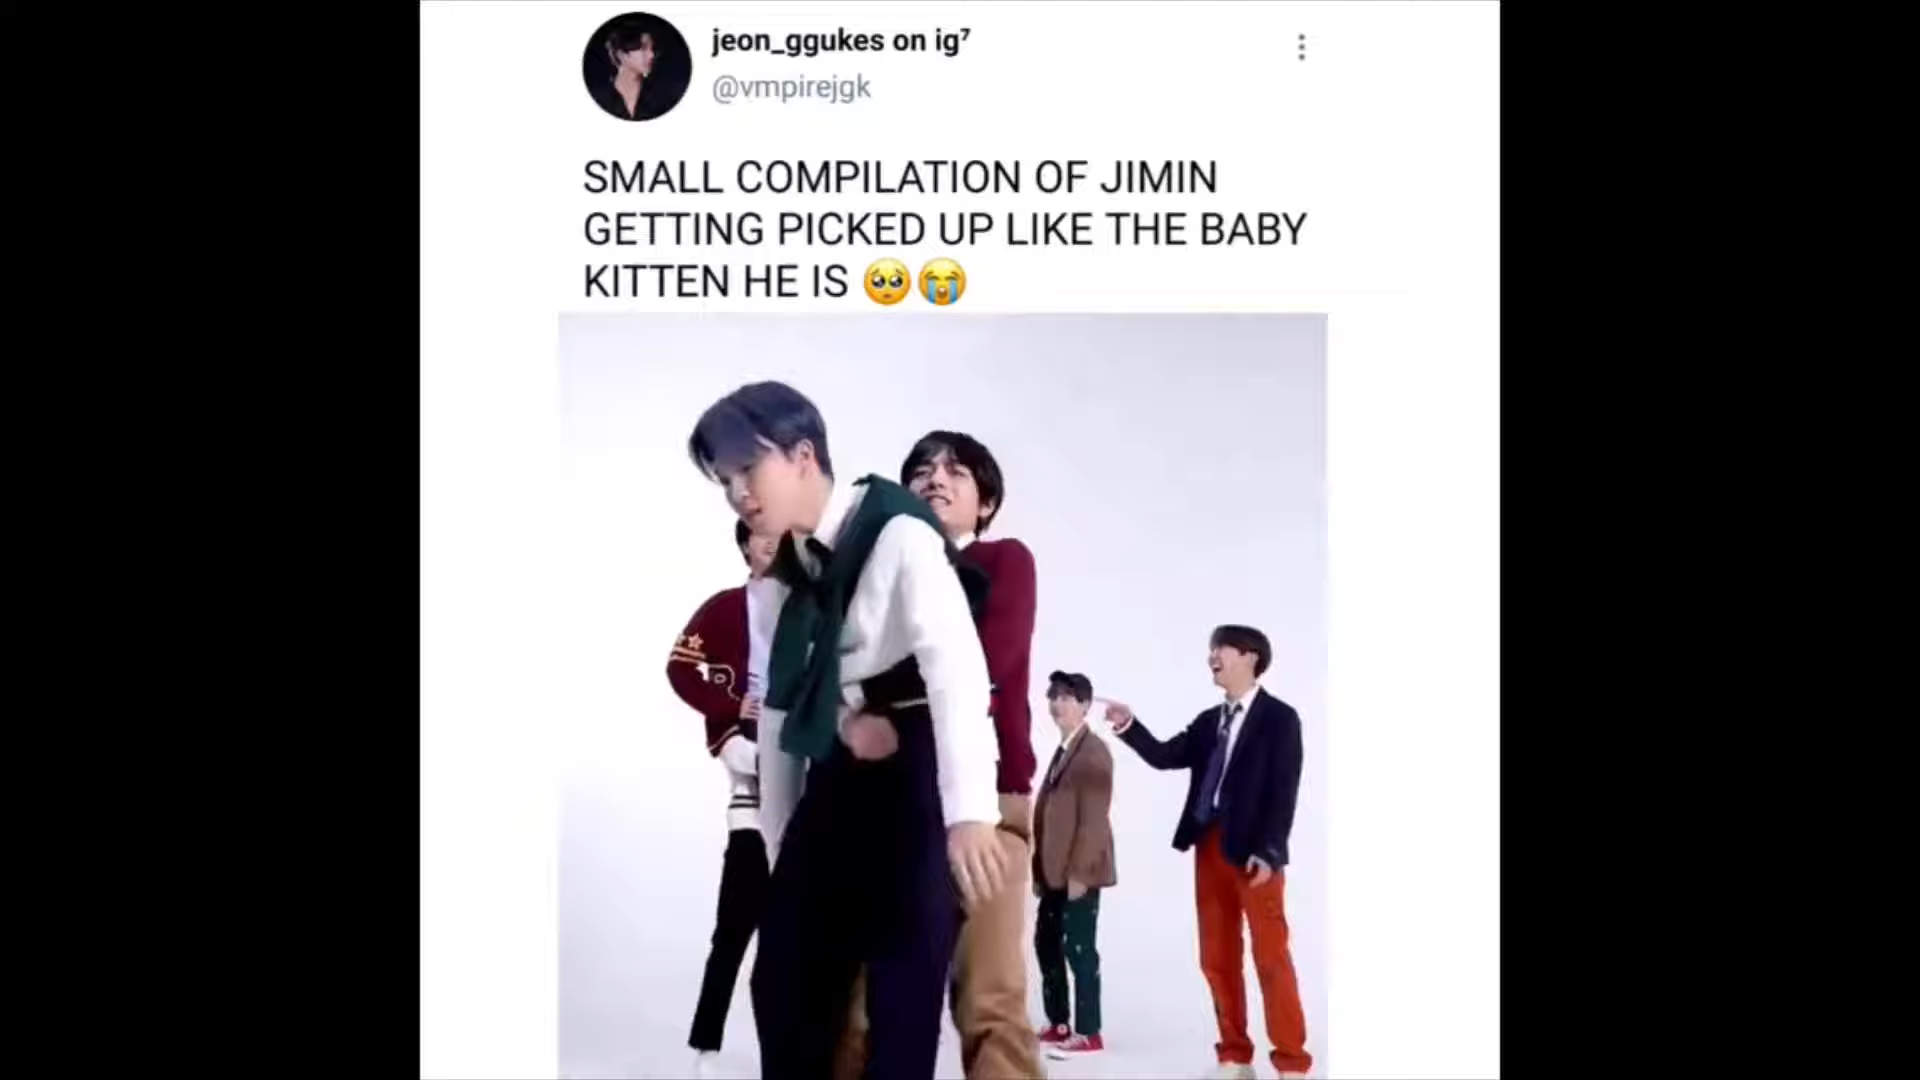 jeon_ggukes on ig⁷
@vmpirejgk
SMALL COMPILATION OF JIMIN
GETTING PICKED UP LIKE THE BABY
KITTEN HE IS 🥺😭